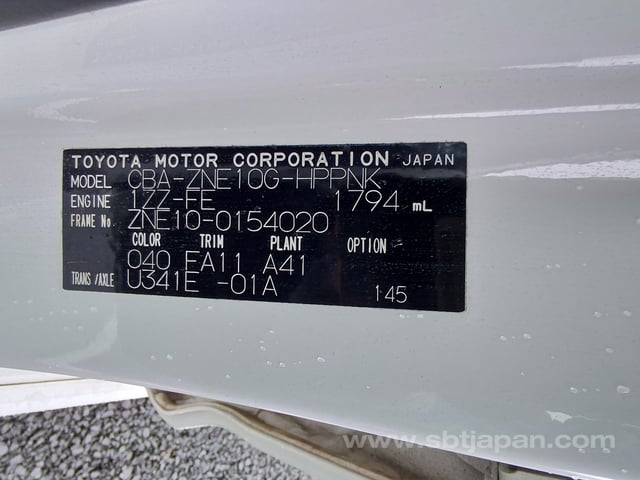 TOYOTA MOTOR CORPORATION JAPAN
MODEL CBA-ZNE10G-HPPNK
ENGINE 1ZZ-FE 1794 mL
FRAME No. ZNE10-0154020
COLOR TRIM PLANT OPTION
040 FA11 A41
TRANS/AXLE U341E -01A 145
www.sbtjapan.com